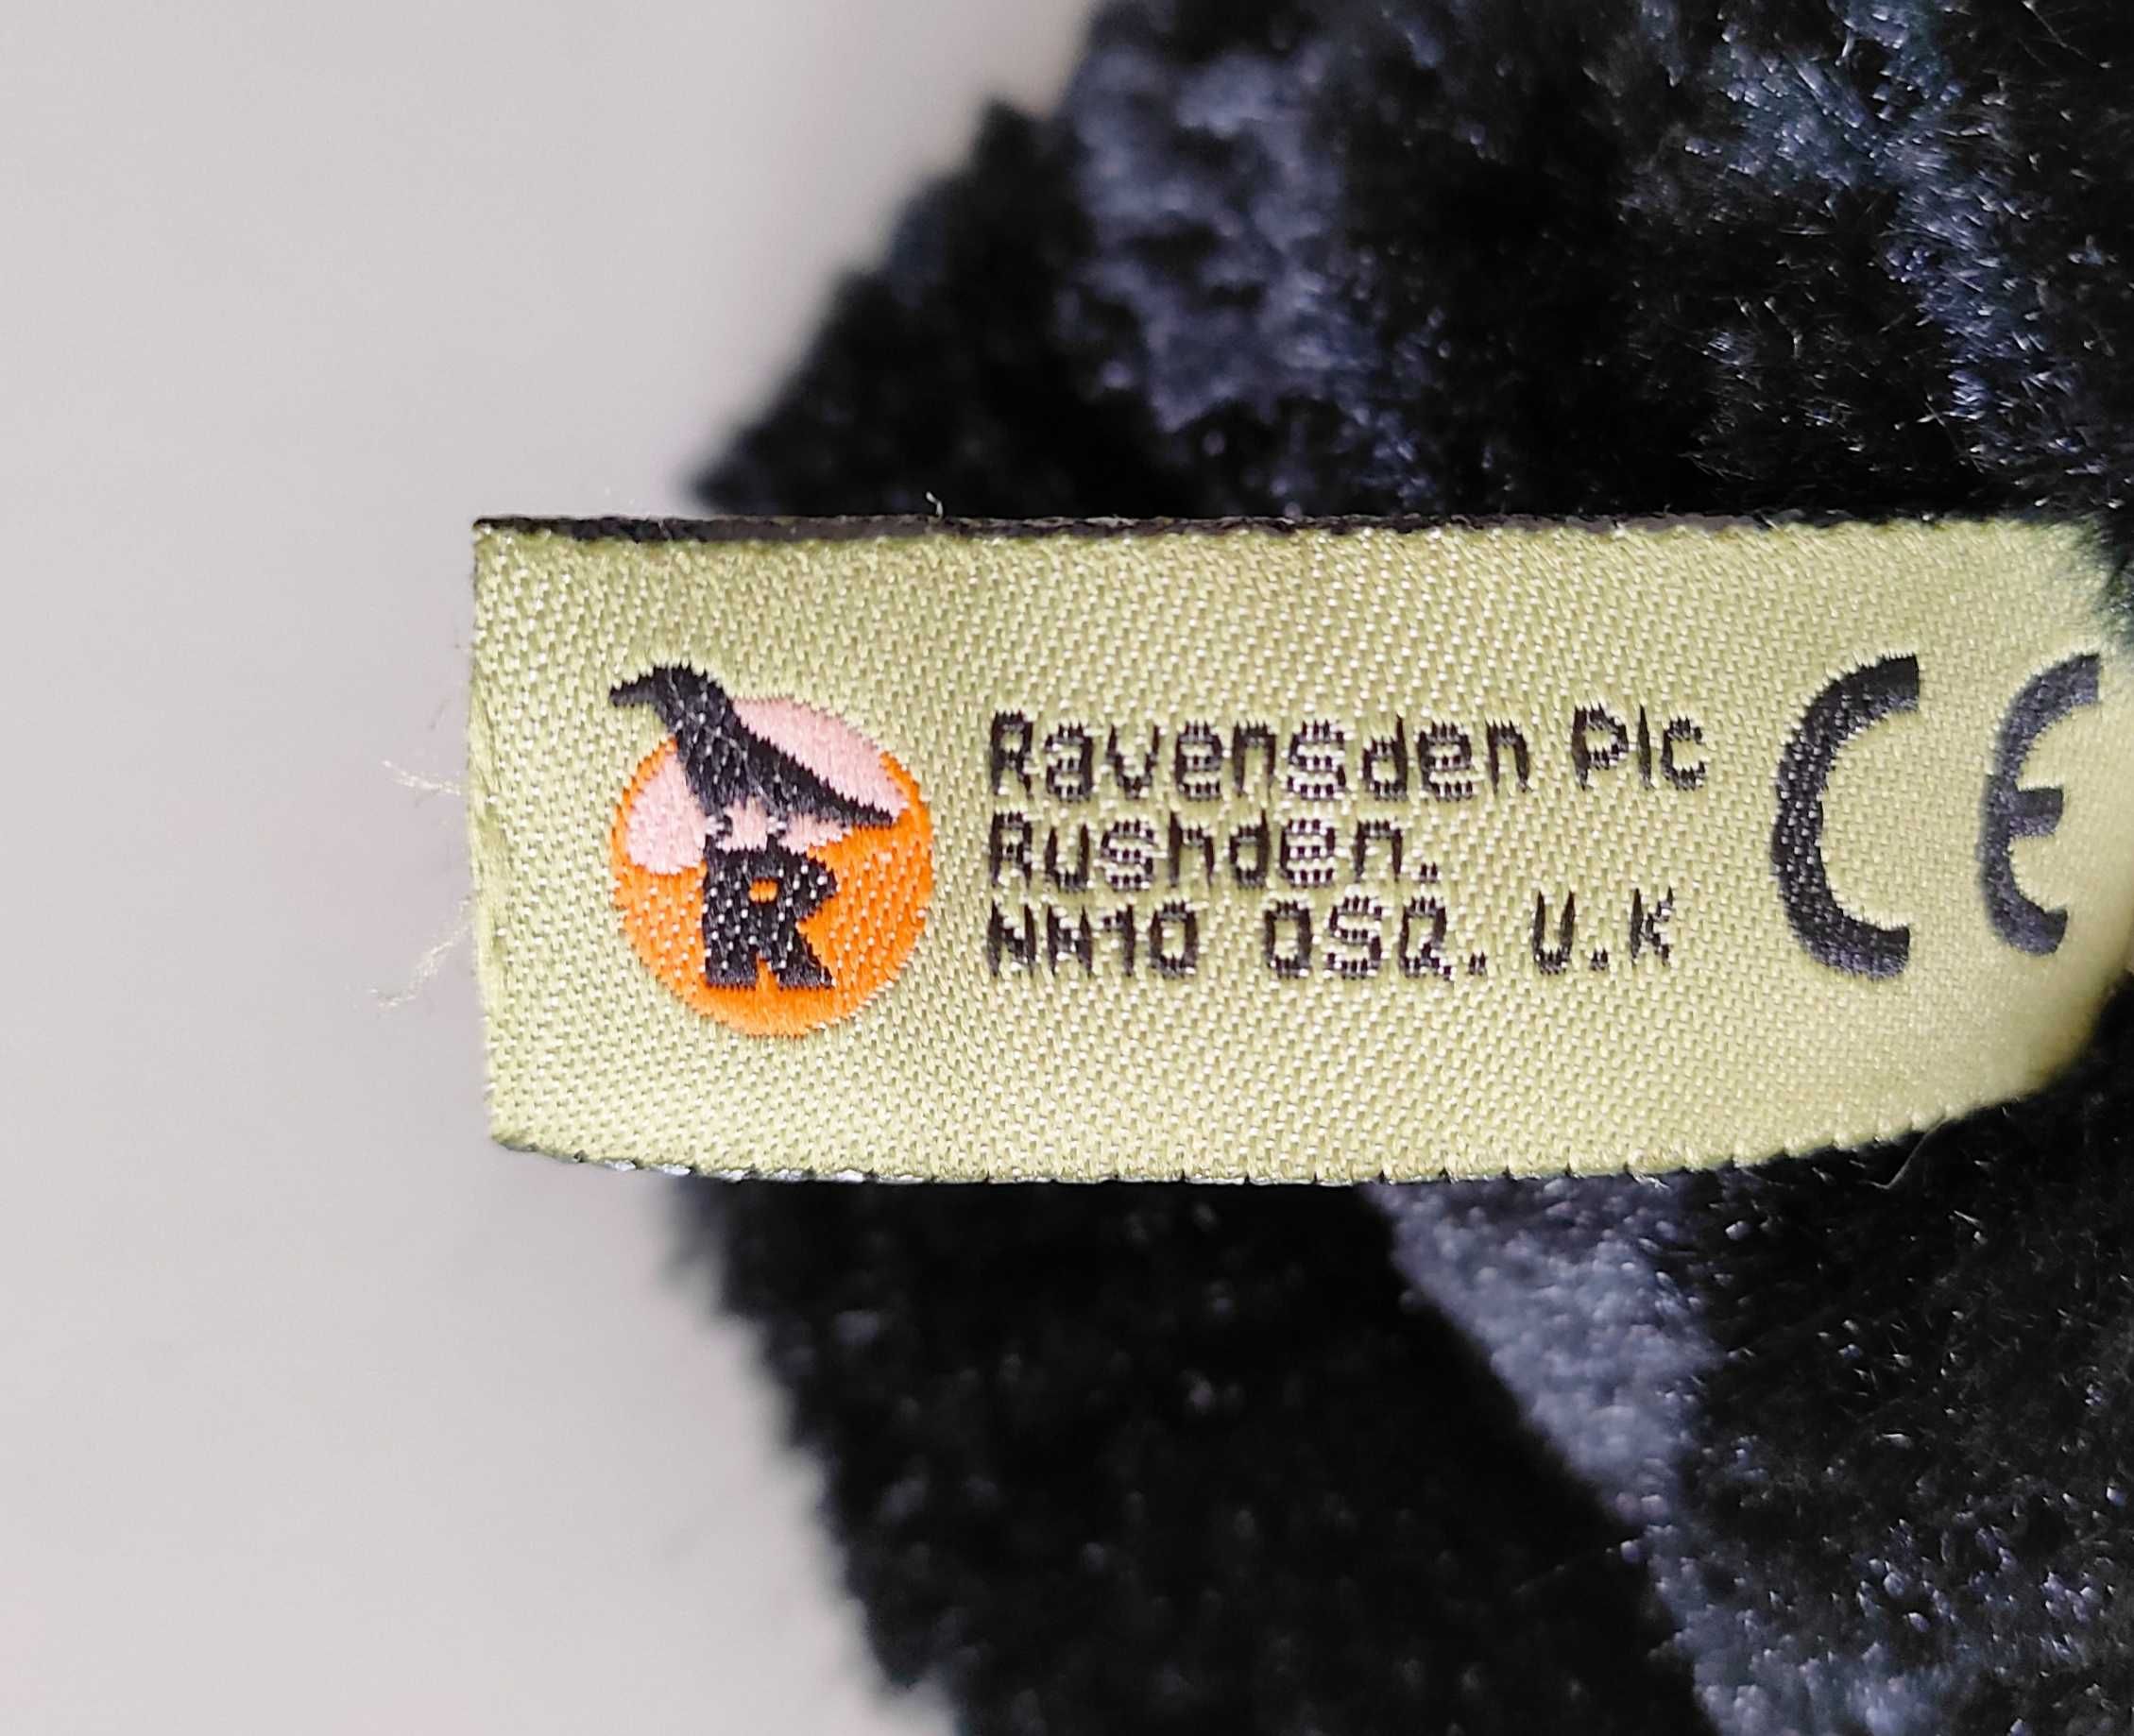 R
Ravensden Plc
Rushden.
NN10 0SQ. U.K
CE